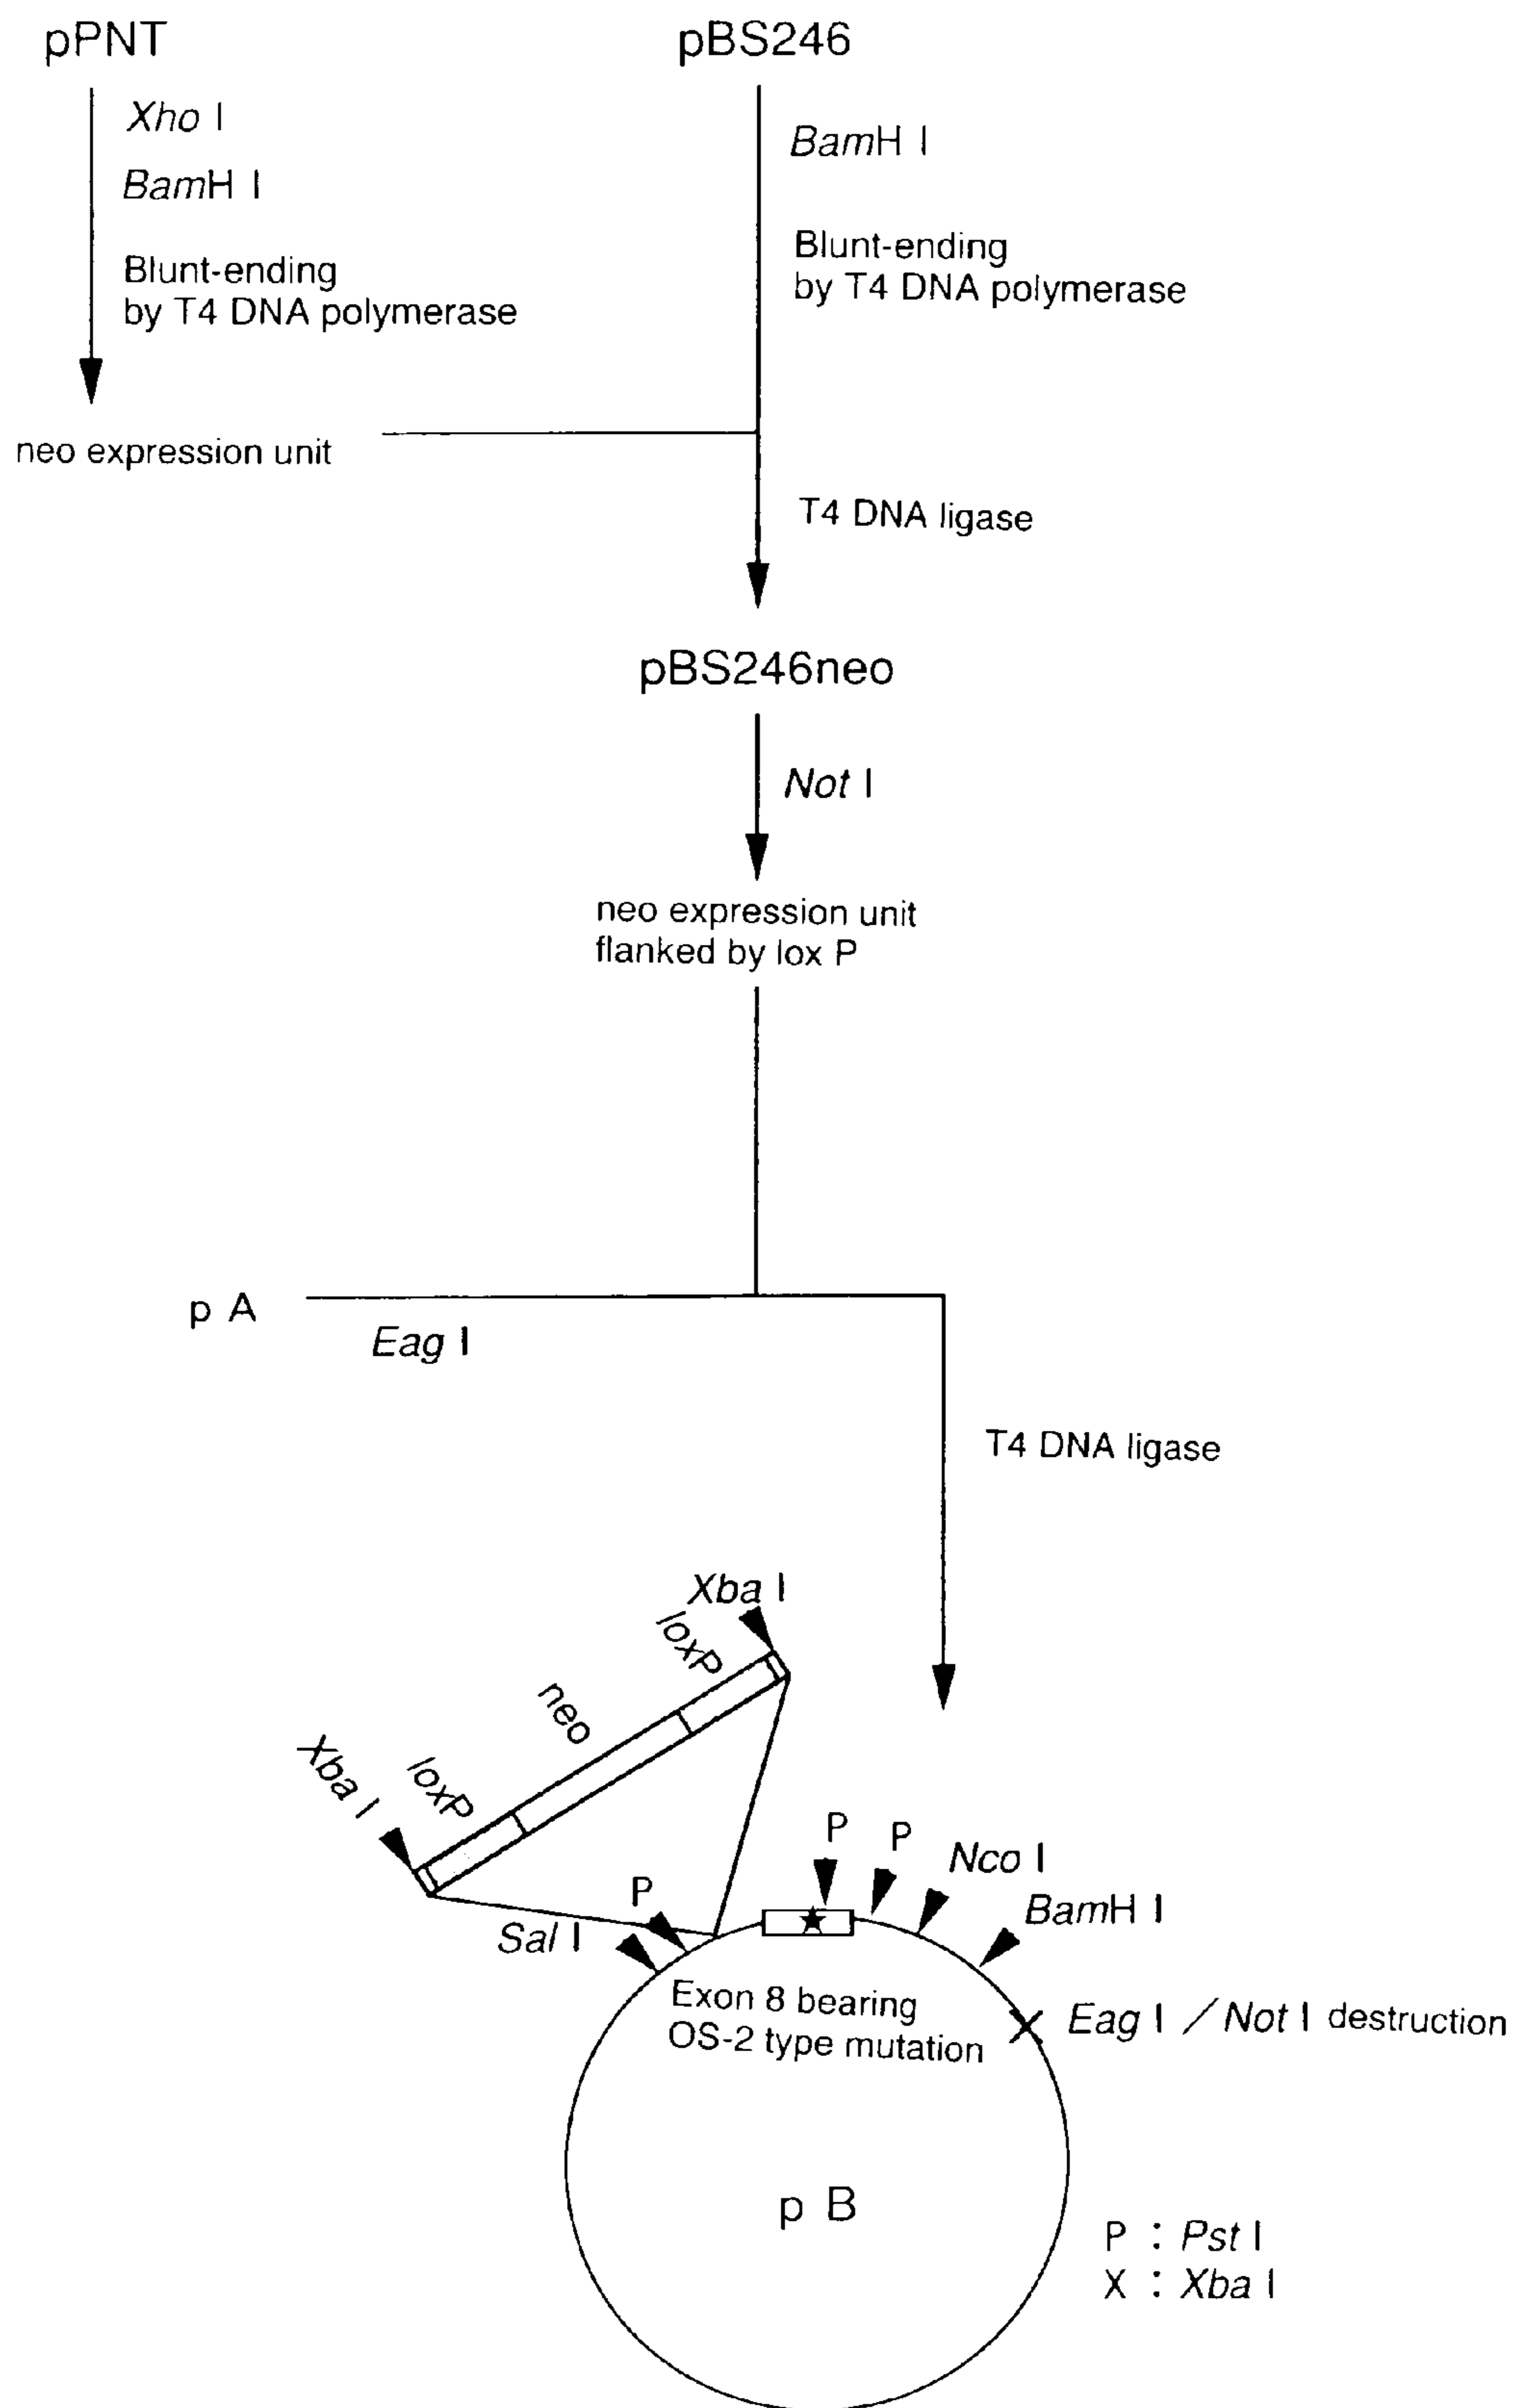 pPNT
pBS246
Xho I
BamH I
BamH I
Blunt-ending
by T4 DNA polymerase
Blunt-ending
by T4 DNA polymerase
neo expression unit
T4 DNA ligase
pBS246neo
Not I
neo expression unit
flanked by lox P
p A
Eag I
T4 DNA ligase
Xba I
loxP
neo
Xba I
loxP
P
P
Nco I
P
BamH I
Sal I
Exon 8 bearing
OS-2 type mutation
Eag I / Not I destruction
p B
P : Pst I
X : Xba I